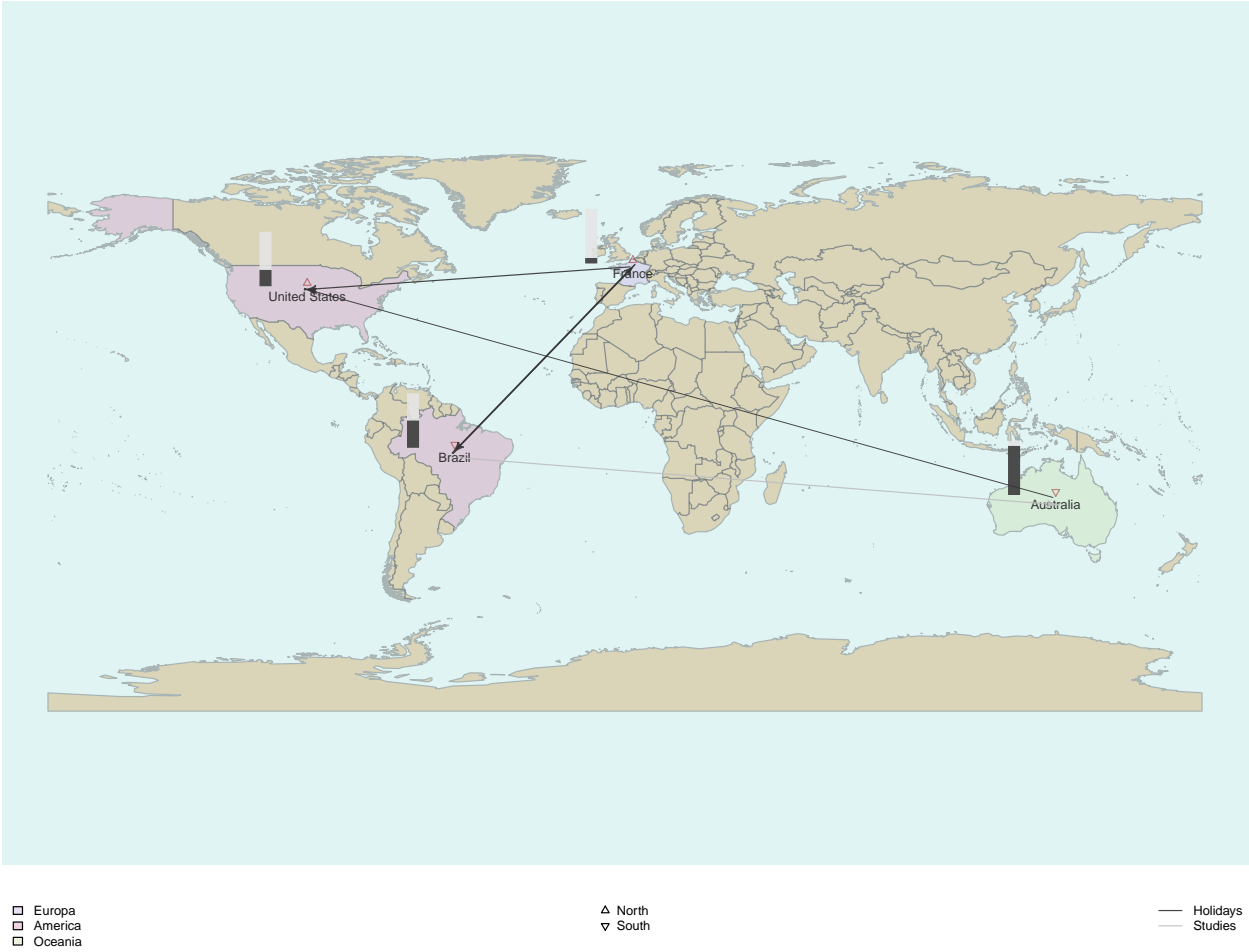 France
United States
Brazil
Australia
Europa
America
Oceania
North
South
Holidays
Studies